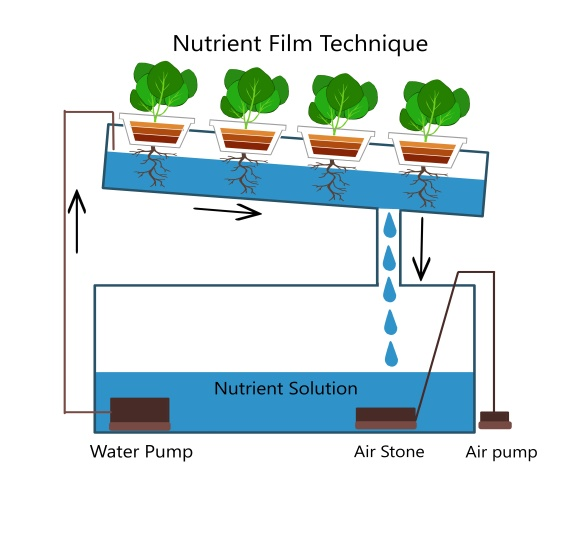 Nutrient Film Technique
Nutrient Solution
Water Pump
Air Stone
Air pump